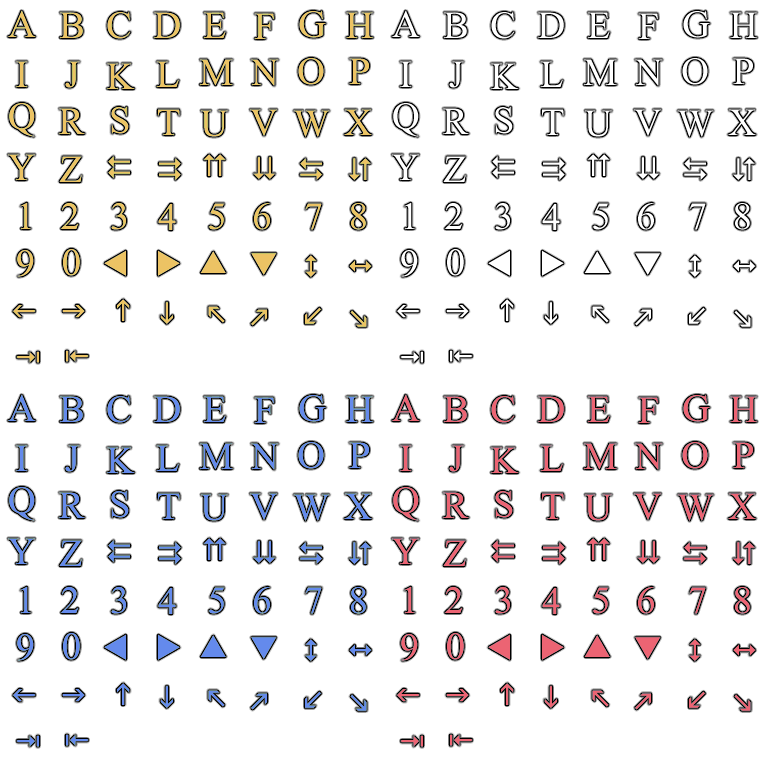 A B C D E F G H A B C D E F G H
I J K L M N O P I J K L M N O P
Q R S T U V W X Q R S T U V W X
Y Z ⇇ ⇉ ⇈ ⇊ ⇆ ⇵ Y Z ⇇ ⇉ ⇈ ⇊ ⇆ ⇵
1 2 3 4 5 6 7 8 1 2 3 4 5 6 7 8
9 0 ◀ ▶ ▲ ▼ ↕ ↔ 9 0 ◁ ▷ △ ▽ ↕ ↔
← → ↑ ↓ ↖ ↗ ↙ ↘ ← → ↑ ↓ ↖ ↗ ↙ ↘
⇥ ⇤ ⇥ ⇤
A B C D E F G H A B C D E F G H
I J K L M N O P I J K L M N O P
Q R S T U V W X Q R S T U V W X
Y Z ⇇ ⇉ ⇈ ⇊ ⇆ ⇵ Y Z ⇇ ⇉ ⇈ ⇊ ⇆ ⇵
1 2 3 4 5 6 7 8 1 2 3 4 5 6 7 8
9 0 ◀ ▶ ▲ ▼ ↕ ↔ 9 0 ◀ ▶ ▲ ▼ ↕ ↔
← → ↑ ↓ ↖ ↗ ↙ ↘ ← → ↑ ↓ ↖ ↗ ↙ ↘
⇥ ⇤ ⇥ ⇤